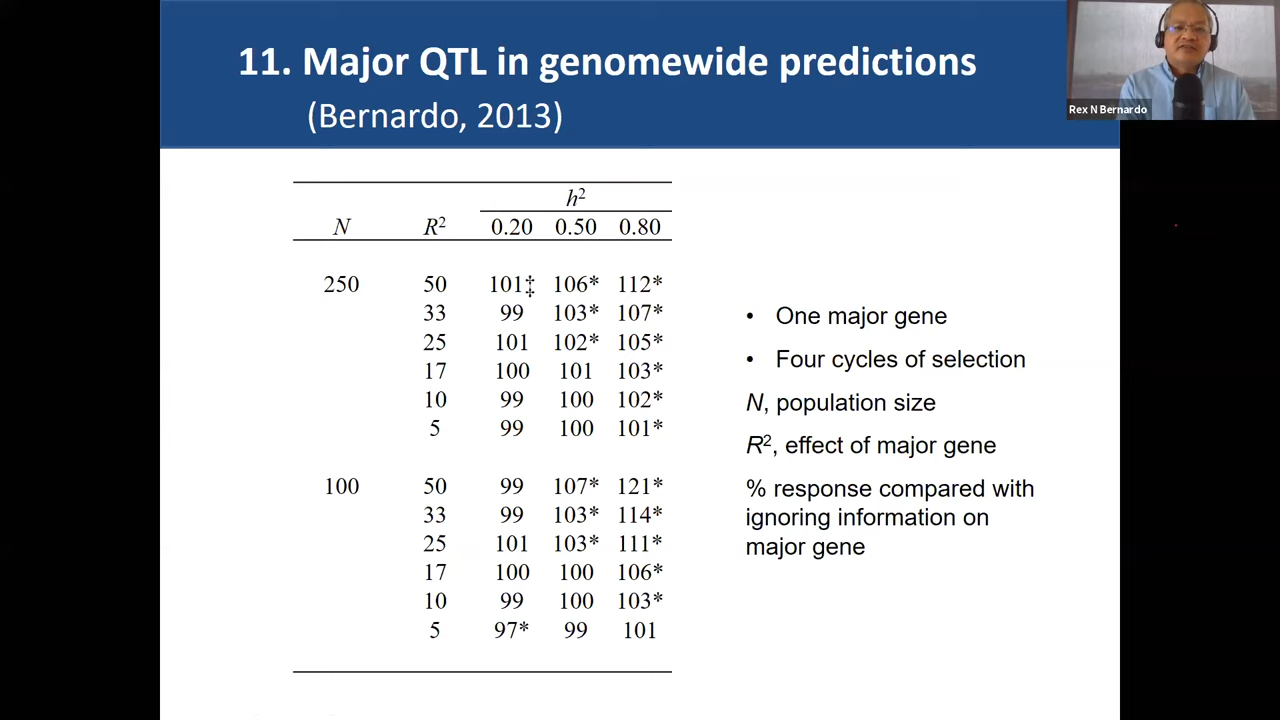 11. Major QTL in genomewide predictions
(Bernardo, 2013)
Rex N Bernardo
h²
N R² 0.20 0.50 0.80
250 50 101‡ 106* 112*
33 99 103* 107*
25 101 102* 105*
17 100 101 103*
10 99 100 102*
5 99 100 101*
100 50 99 107* 121*
33 99 103* 114*
25 101 103* 111*
17 100 100 106*
10 99 100 103*
5 97* 99 101
• One major gene
• Four cycles of selection
N, population size
R², effect of major gene
% response compared with
ignoring information on
major gene